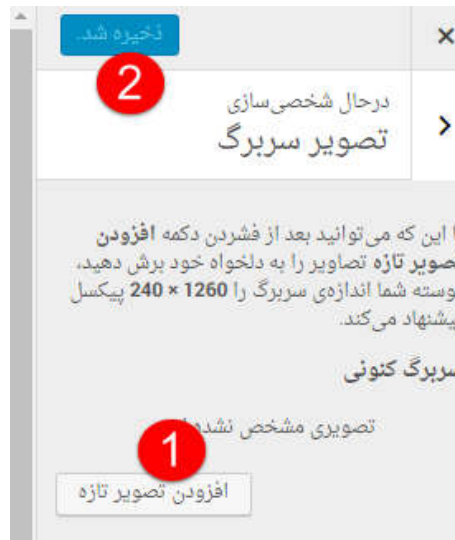 ذخیره شد.
2
درحال شخصی‌سازی
تصویر سربرگ
این که می‌توانید بعد از فشردن دکمه افزودن
تصویر تازه تصاویر را به دلخواه خود برش دهید،
پوسته شما اندازه‌ی سربرگ را 1260 × 240 پیکسل
پیشنهاد می‌کند.
سربرگ کنونی
تصویری مشخص نشده
1
افزودن تصویر تازه